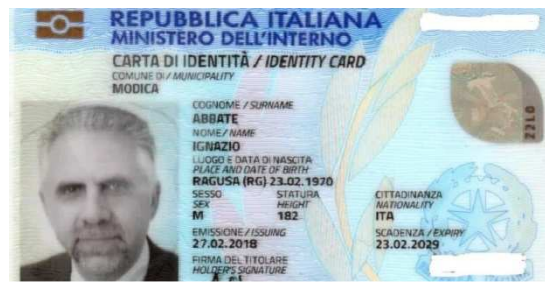 REPUBBLICA ITALIANA
MINISTERO DELL'INTERNO
CARTA DI IDENTITÀ / IDENTITY CARD
COMUNE DI / MUNICIPALITY
MODICA
COGNOME / SURNAME
ABBATE
NOME / NAME
IGNAZIO
LUOGO E DATA DI NASCITA
PLACE AND DATE OF BIRTH
RAGUSA (RG) 23.02.1970
SESSO STATURA CITTADINANZA
SEX HEIGHT NATIONALITY
M 182 ITA
EMISSIONE / ISSUING SCADENZA / EXPIRY
27.02.2018 23.02.2029
FIRMA DEL TITOLARE
HOLDER'S SIGNATURE